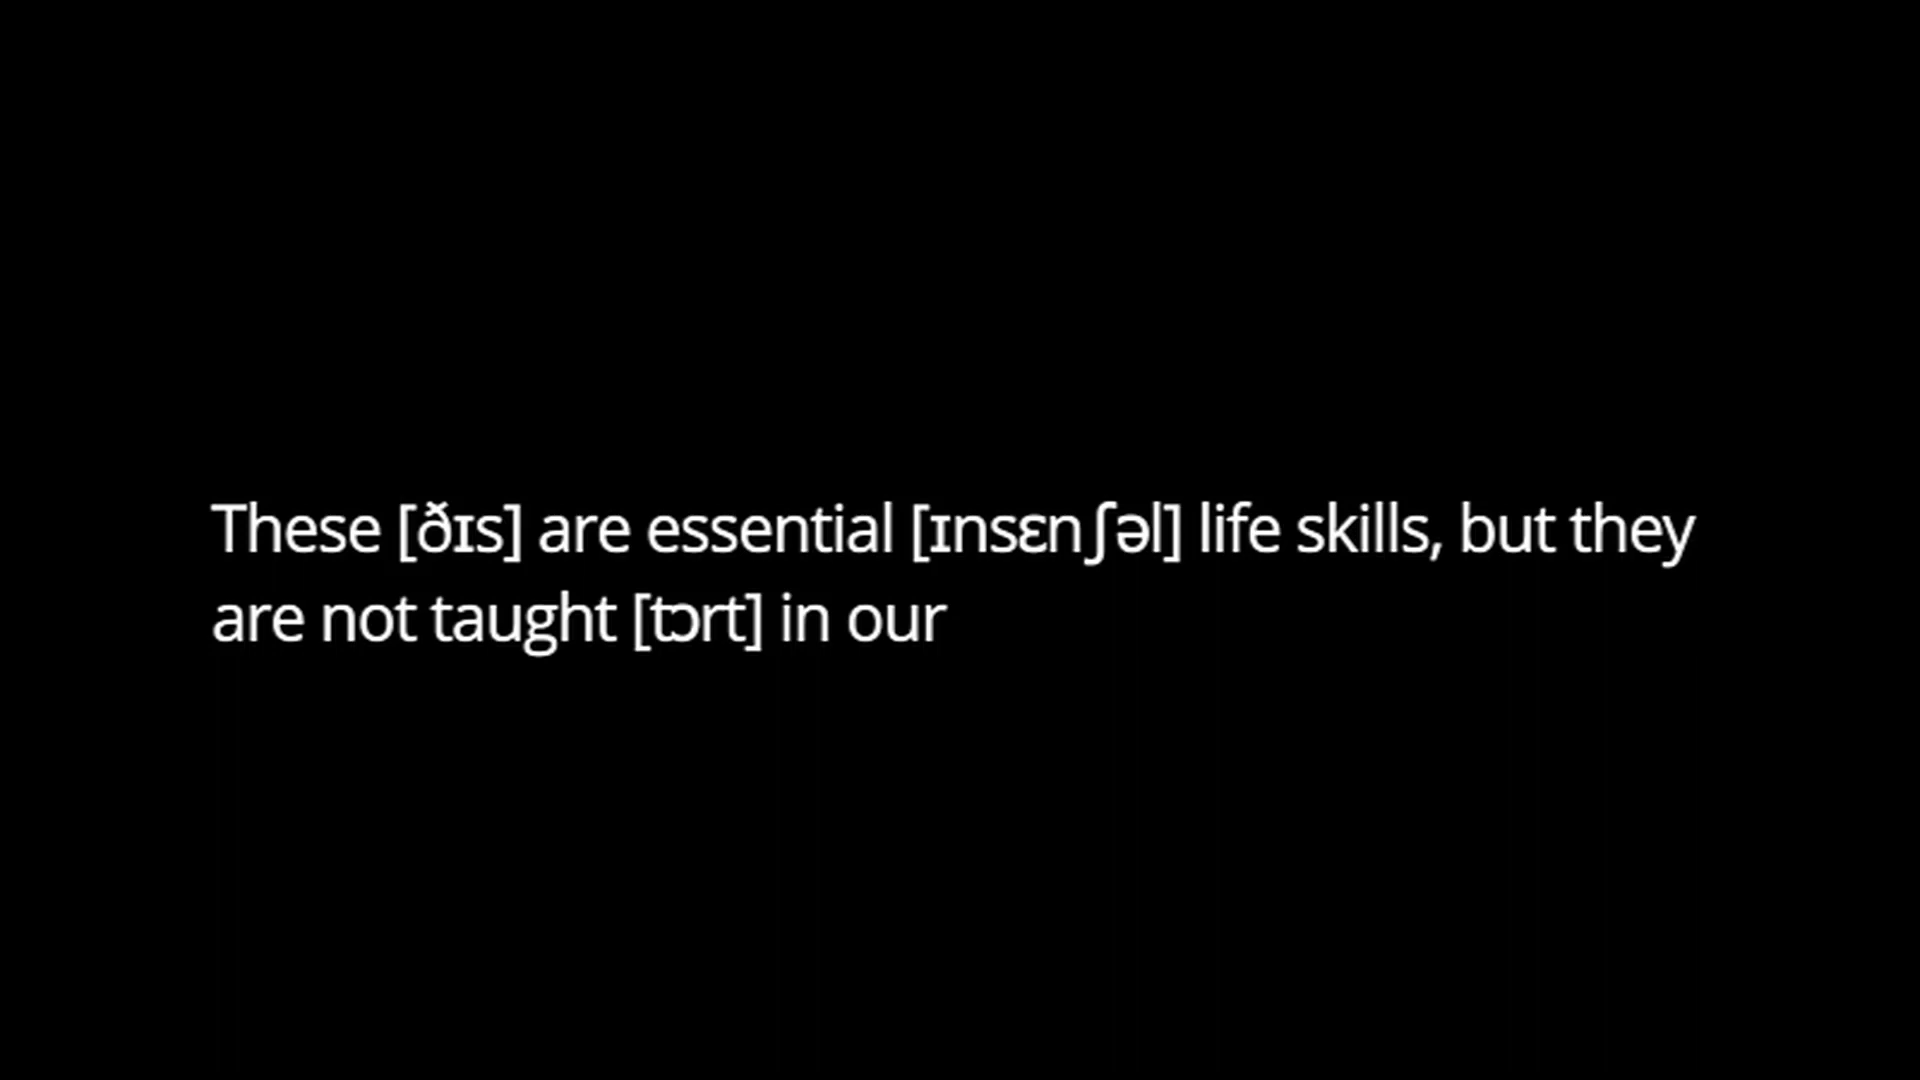 These [ðɪs] are essential [ɪnsɛnʃəl] life skills, but they
are not taught [tɔrt] in our